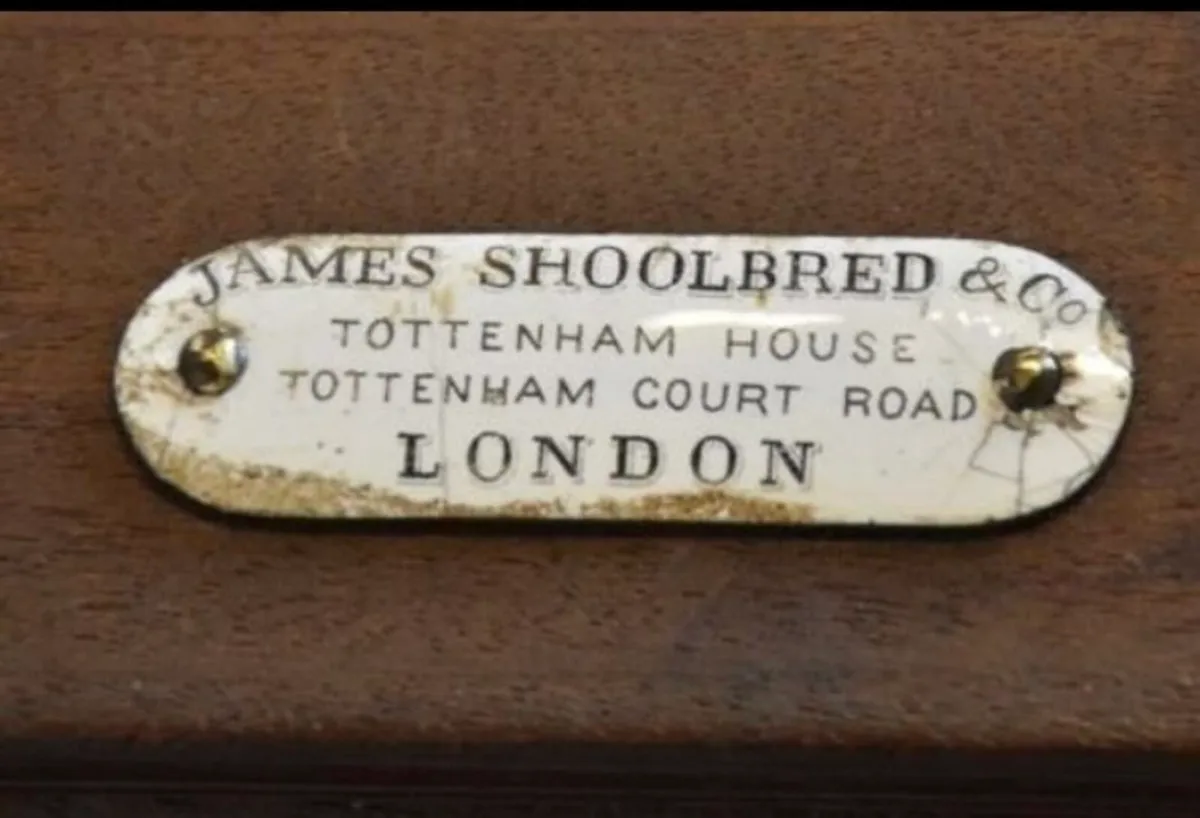 JAMES SHOOLBRED & Co
TOTTENHAM HOUSE
TOTTENHAM COURT ROAD
LONDON